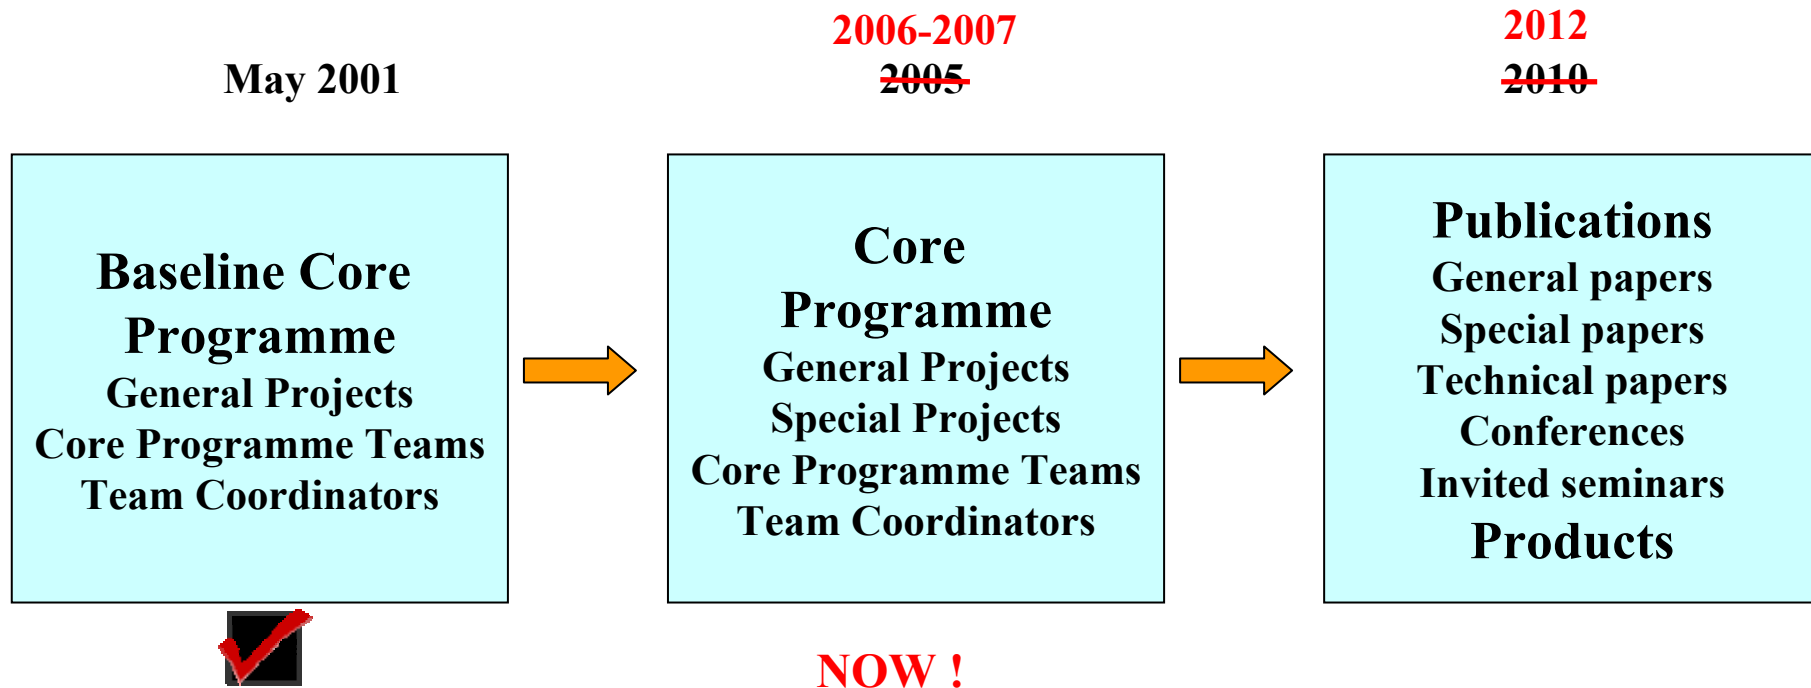 May 2001
2006-2007
2005
2012
2010
Baseline Core
Programme
General Projects
Core Programme Teams
Team Coordinators
Core
Programme
General Projects
Special Projects
Core Programme Teams
Team Coordinators
NOW !
Publications
General papers
Special papers
Technical papers
Conferences
Invited seminars
Products